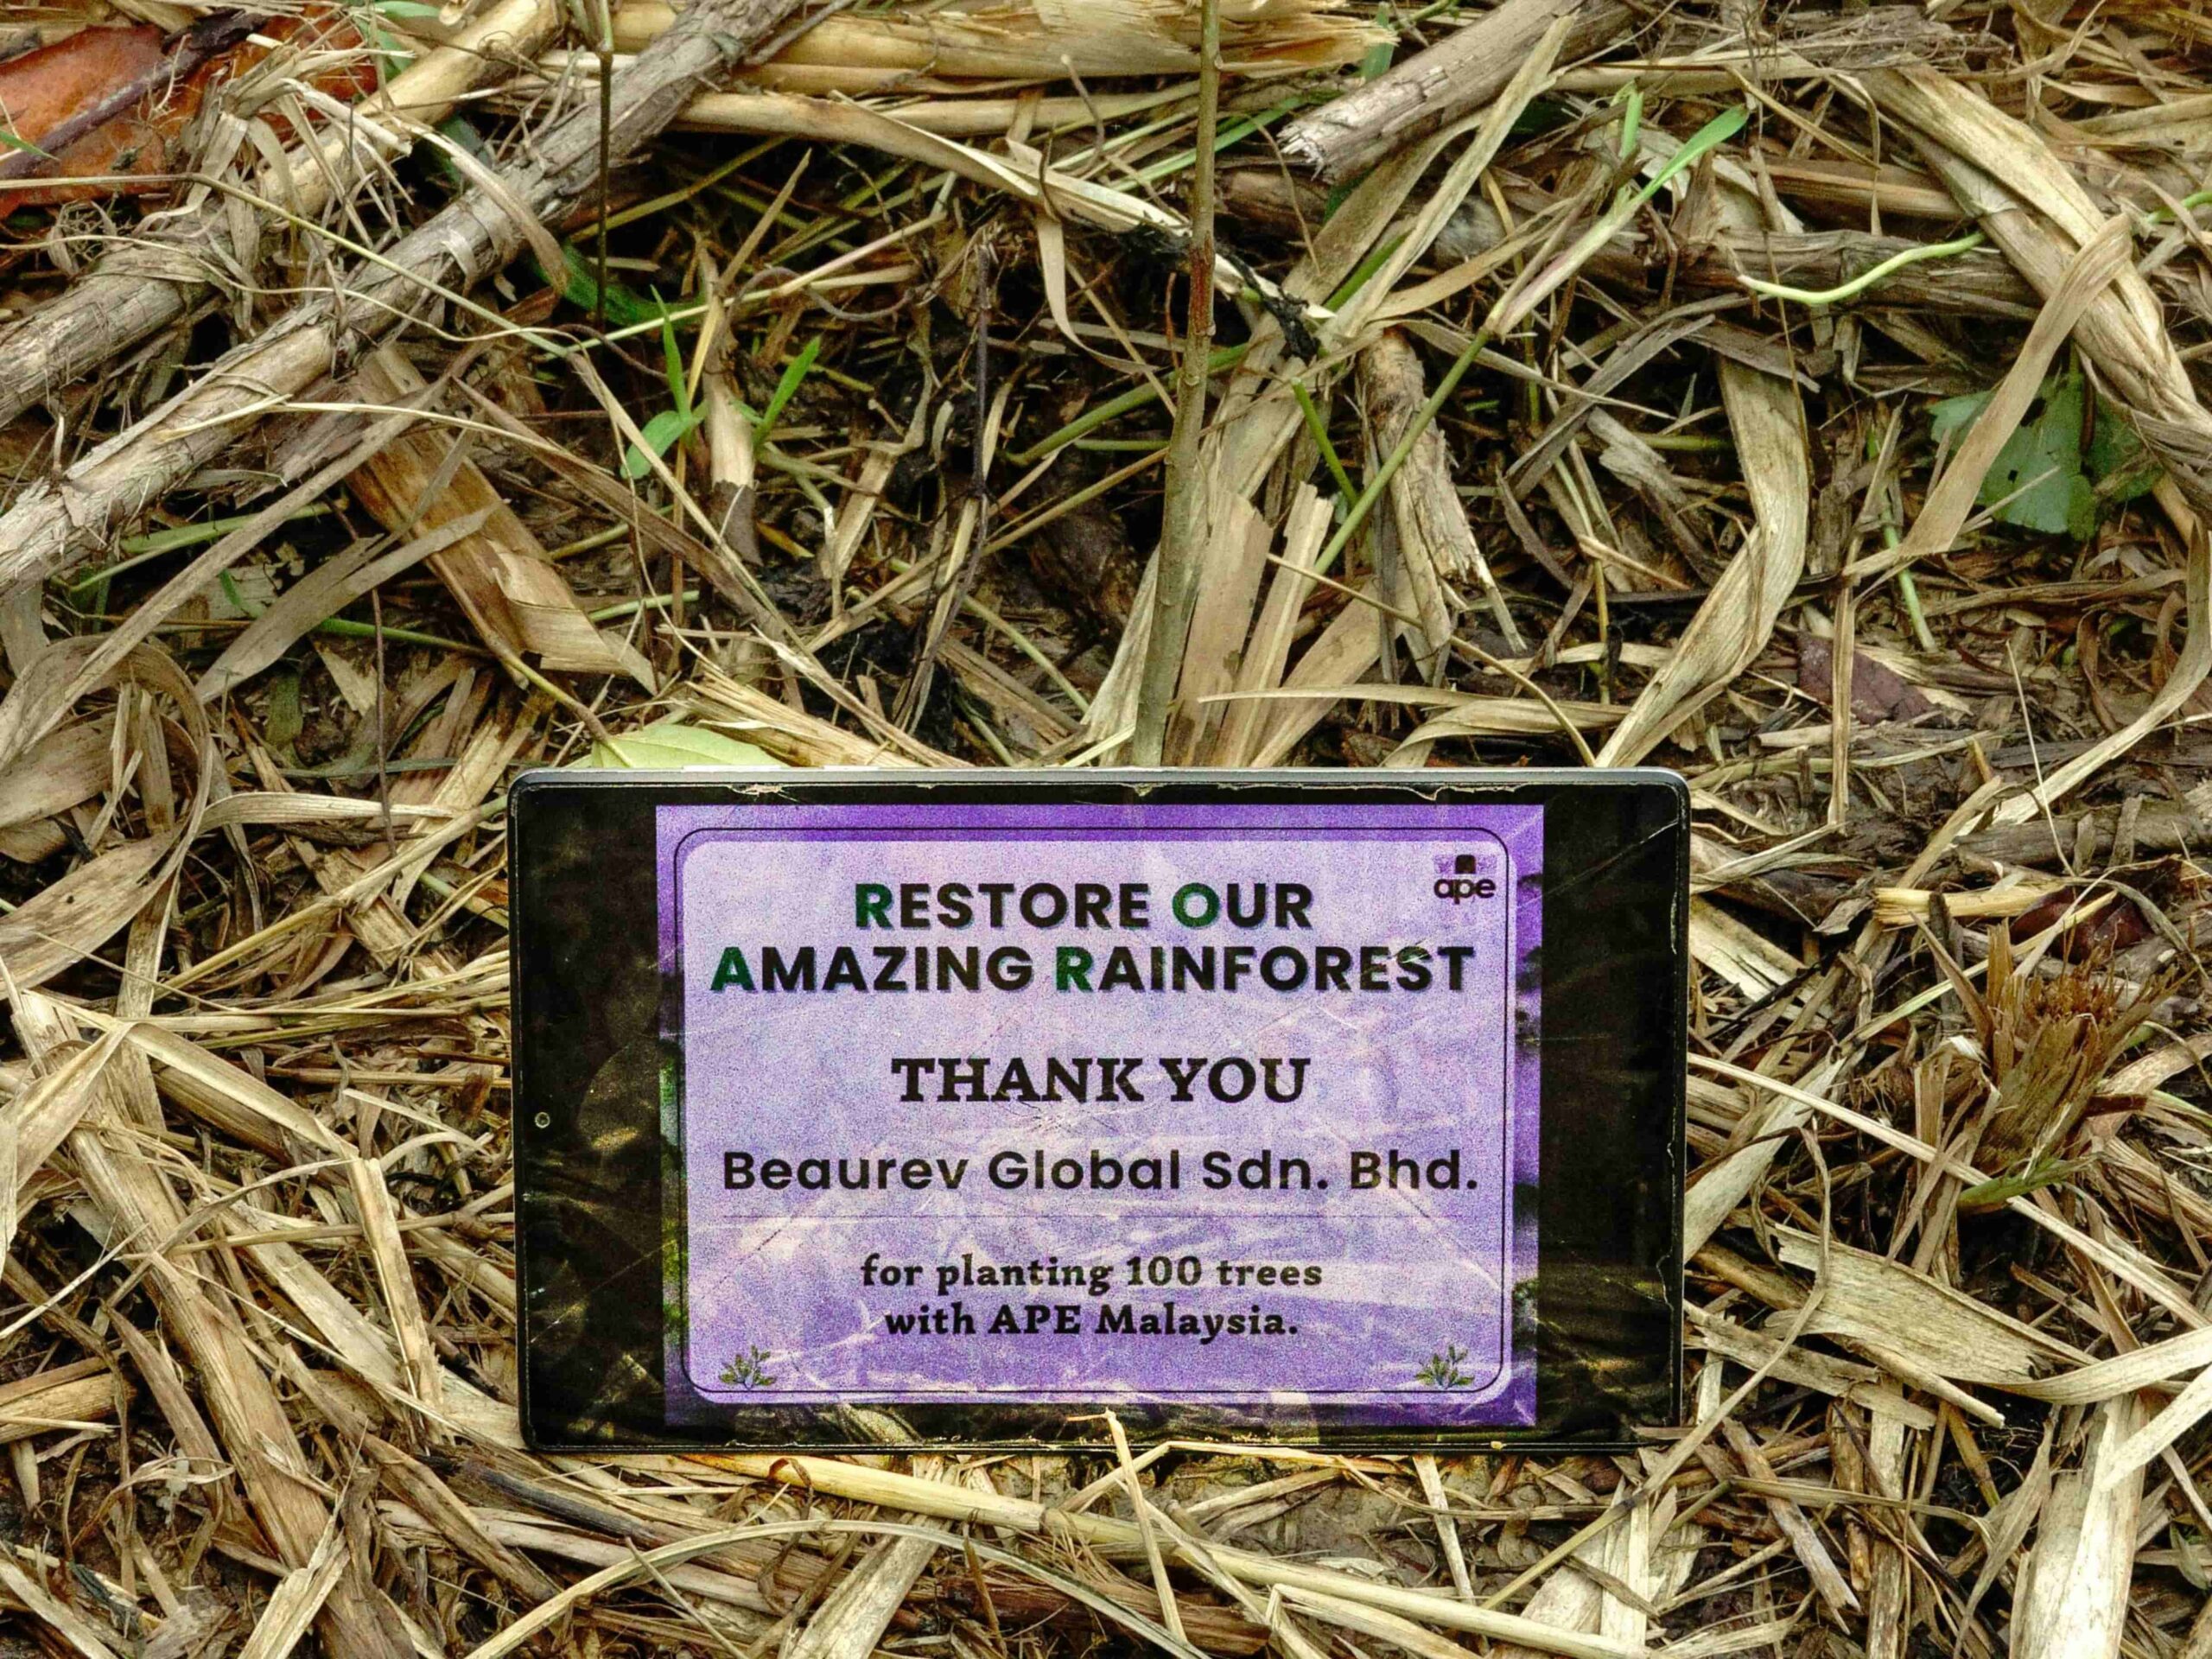 ape
RESTORE OUR
AMAZING RAINFOREST
THANK YOU
Beaurev Global Sdn. Bhd.
for planting 100 trees
with APE Malaysia.